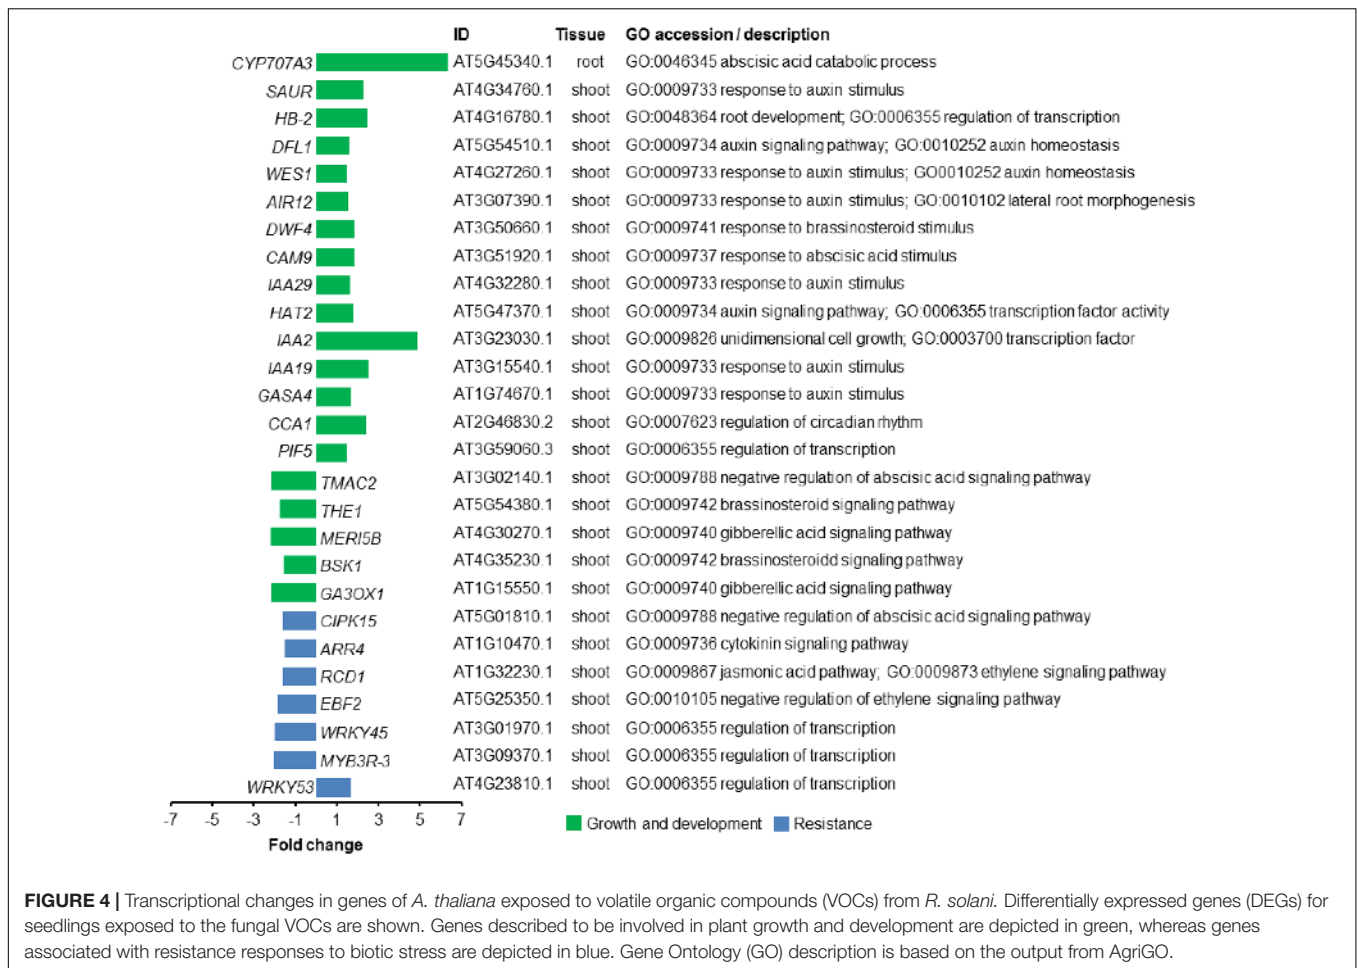 ID Tissue GO accession / description
CYP707A3 AT5G45340.1 root GO:0046345 abscisic acid catabolic process
SAUR AT4G34760.1 shoot GO:0009733 response to auxin stimulus
HB-2 AT4G16780.1 shoot GO:0048364 root development; GO:0006355 regulation of transcription
DFL1 AT5G54510.1 shoot GO:0009734 auxin signaling pathway; GO:0010252 auxin homeostasis
WES1 AT4G27260.1 shoot GO:0009733 response to auxin stimulus; GO0010252 auxin homeostasis
AIR12 AT3G07390.1 shoot GO:0009733 response to auxin stimulus; GO:0010102 lateral root morphogenesis
DWF4 AT3G50660.1 shoot GO:0009741 response to brassinosteroid stimulus
CAM9 AT3G51920.1 shoot GO:0009737 response to abscisic acid stimulus
IAA29 AT4G32280.1 shoot GO:0009733 response to auxin stimulus
HAT2 AT5G47370.1 shoot GO:0009734 auxin signaling pathway; GO:0006355 transcription factor activity
IAA2 AT3G23030.1 shoot GO:0009826 unidimensional cell growth; GO:0003700 transcription factor
IAA19 AT3G15540.1 shoot GO:0009733 response to auxin stimulus
GASA4 AT1G74670.1 shoot GO:0009733 response to auxin stimulus
CCA1 AT2G46830.2 shoot GO:0007623 regulation of circadian rhythm
PIF5 AT3G59060.3 shoot GO:0006355 regulation of transcription
TMAC2 AT3G02140.1 shoot GO:0009788 negative regulation of abscisic acid signaling pathway
THE1 AT5G54380.1 shoot GO:0009742 brassinosteroid signaling pathway
MERI5B AT4G30270.1 shoot GO:0009740 gibberellic acid signaling pathway
BSK1 AT4G35230.1 shoot GO:0009742 brassinosteroidd signaling pathway
GA3OX1 AT1G15550.1 shoot GO:0009740 gibberellic acid signaling pathway
CIPK15 AT5G01810.1 shoot GO:0009788 negative regulation of abscisic acid signaling pathway
ARR4 AT1G10470.1 shoot GO:0009736 cytokinin signaling pathway
RCD1 AT1G32230.1 shoot GO:0009867 jasmonic acid pathway; GO:0009873 ethylene signaling pathway
EBF2 AT5G25350.1 shoot GO:0010105 negative regulation of ethylene signaling pathway
WRKY45 AT3G01970.1 shoot GO:0006355 regulation of transcription
MYB3R-3 AT3G09370.1 shoot GO:0006355 regulation of transcription
WRKY53 AT4G23810.1 shoot GO:0006355 regulation of transcription
-7 -5 -3 -1 1 3 5 7
Fold change
Growth and development Resistance
FIGURE 4 | Transcriptional changes in genes of A. thaliana exposed to volatile organic compounds (VOCs) from R. solani. Differentially expressed genes (DEGs) for
seedlings exposed to the fungal VOCs are shown. Genes described to be involved in plant growth and development are depicted in green, whereas genes
associated with resistance responses to biotic stress are depicted in blue. Gene Ontology (GO) description is based on the output from AgriGO.